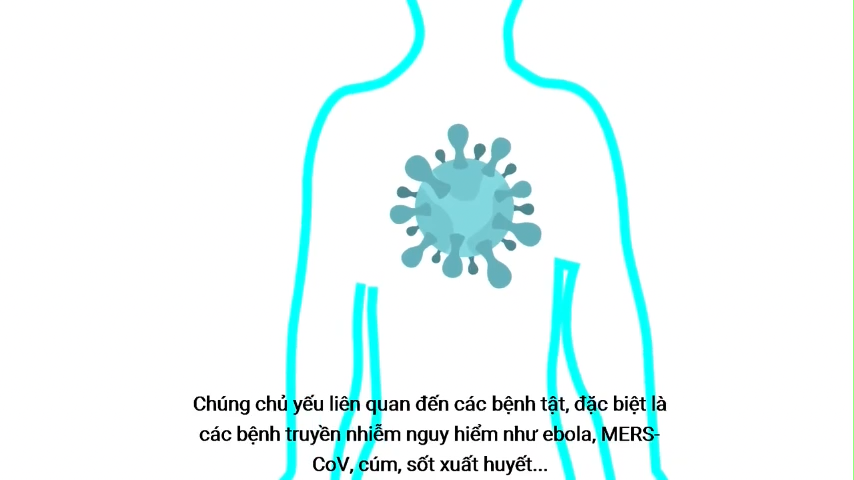 Chúng chủ yếu liên quan đến các bệnh tật, đặc biệt là
các bệnh truyền nhiễm nguy hiểm như ebola, MERS-
CoV, cúm, sốt xuất huyết...